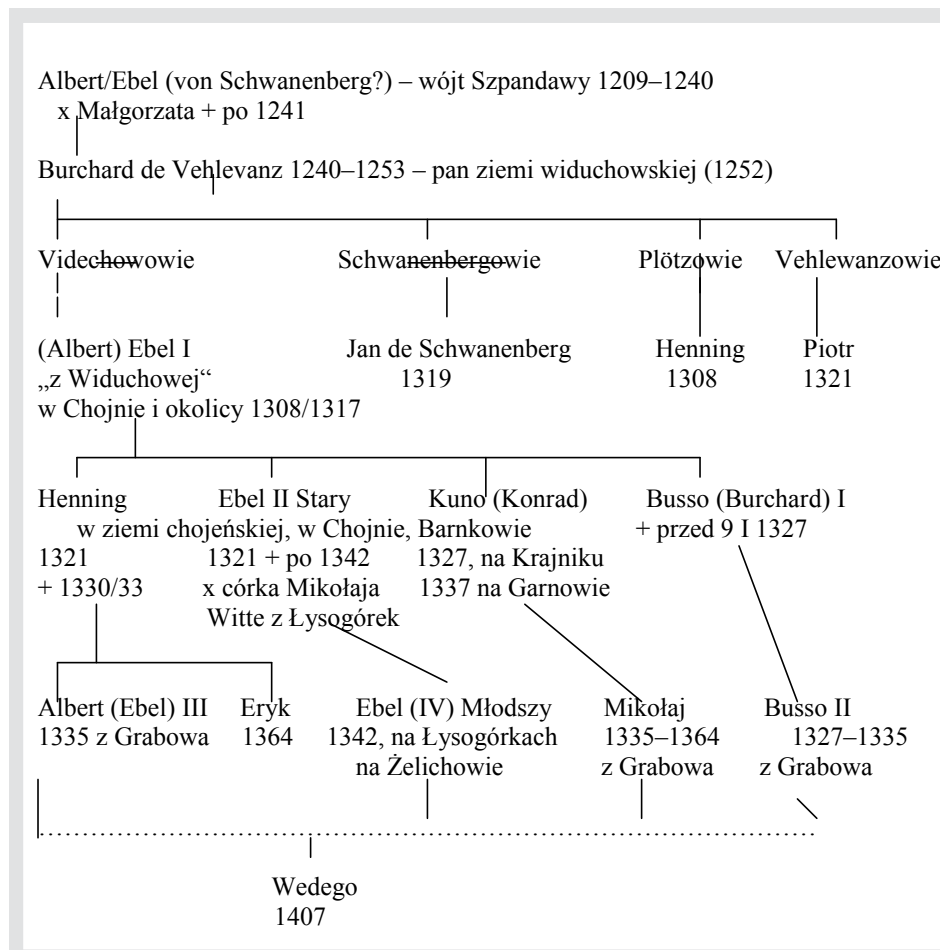 Albert/Ebel (von Schwanenberg?) – wójt Szpandawy 1209–1240
x Małgorzata + po 1241
Burchard de Vehlevanz 1240–1253 – pan ziemi widuchowskiej (1252)
Videchowowie Schwanenbergowie Plötzowie Vehlewanzowie
(Albert) Ebel I Jan de Schwanenberg Henning Piotr
„z Widuchowej“ 1319 1308 1321
w Chojnie i okolicy 1308/1317
Henning Ebel II Stary Kuno (Konrad) Busso (Burchard) I
w ziemi chojeńskiej, w Chojnie, Barnkowie + przed 9 I 1327
1321 1321 + po 1342 1327, na Krajniku
+ 1330/33 x córka Mikołaja 1337 na Garnowie
Witte z Łysogórek
Albert (Ebel) III Eryk Ebel (IV) Młodszy Mikołaj Busso II
1335 z Grabowa 1364 1342, na Łysogórkach 1335–1364 1327–1335
na Żelichowie z Grabowa z Grabowa
Wedego
1407